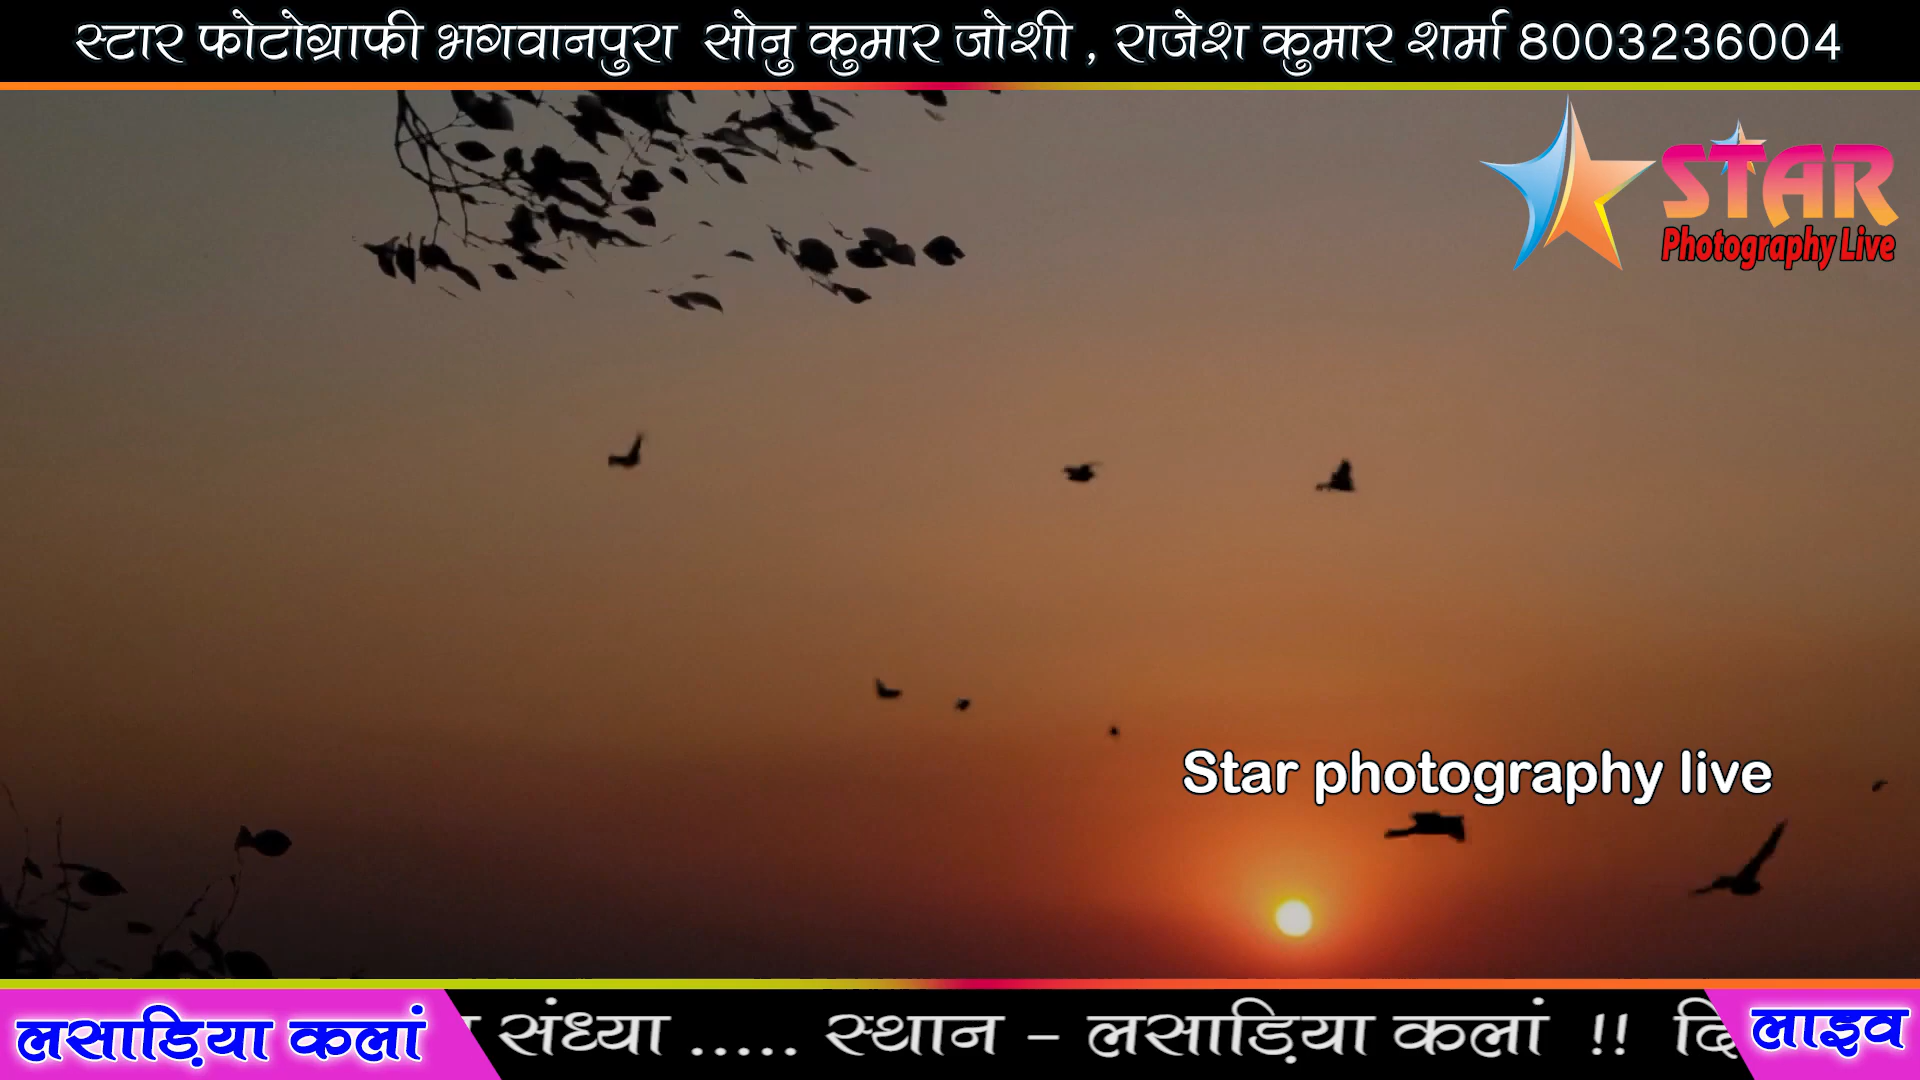 स्टार फोटोग्राफी भगवानपुरा सोनु कुमार जोशी , राजेश कुमार शर्मा 8003236004
STAR
Photography Live
Star photography live
लसाड़िया कलां
संध्या ..... स्थान - लसाड़िया कलां !!
लाइव